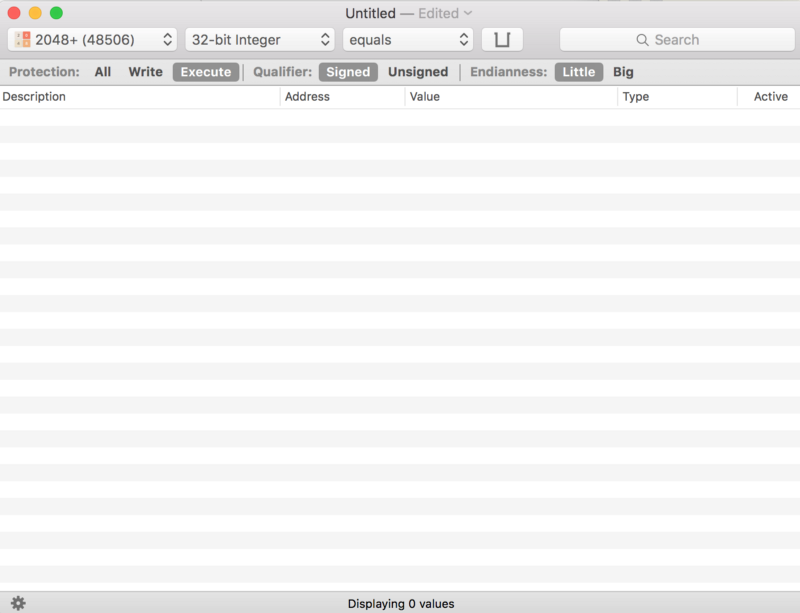 Untitled — Edited
2048+ (48506) 32-bit Integer equals Search
Protection: All Write Execute Qualifier: Signed Unsigned Endianness: Little Big
Description Address Value Type Active
Displaying 0 values